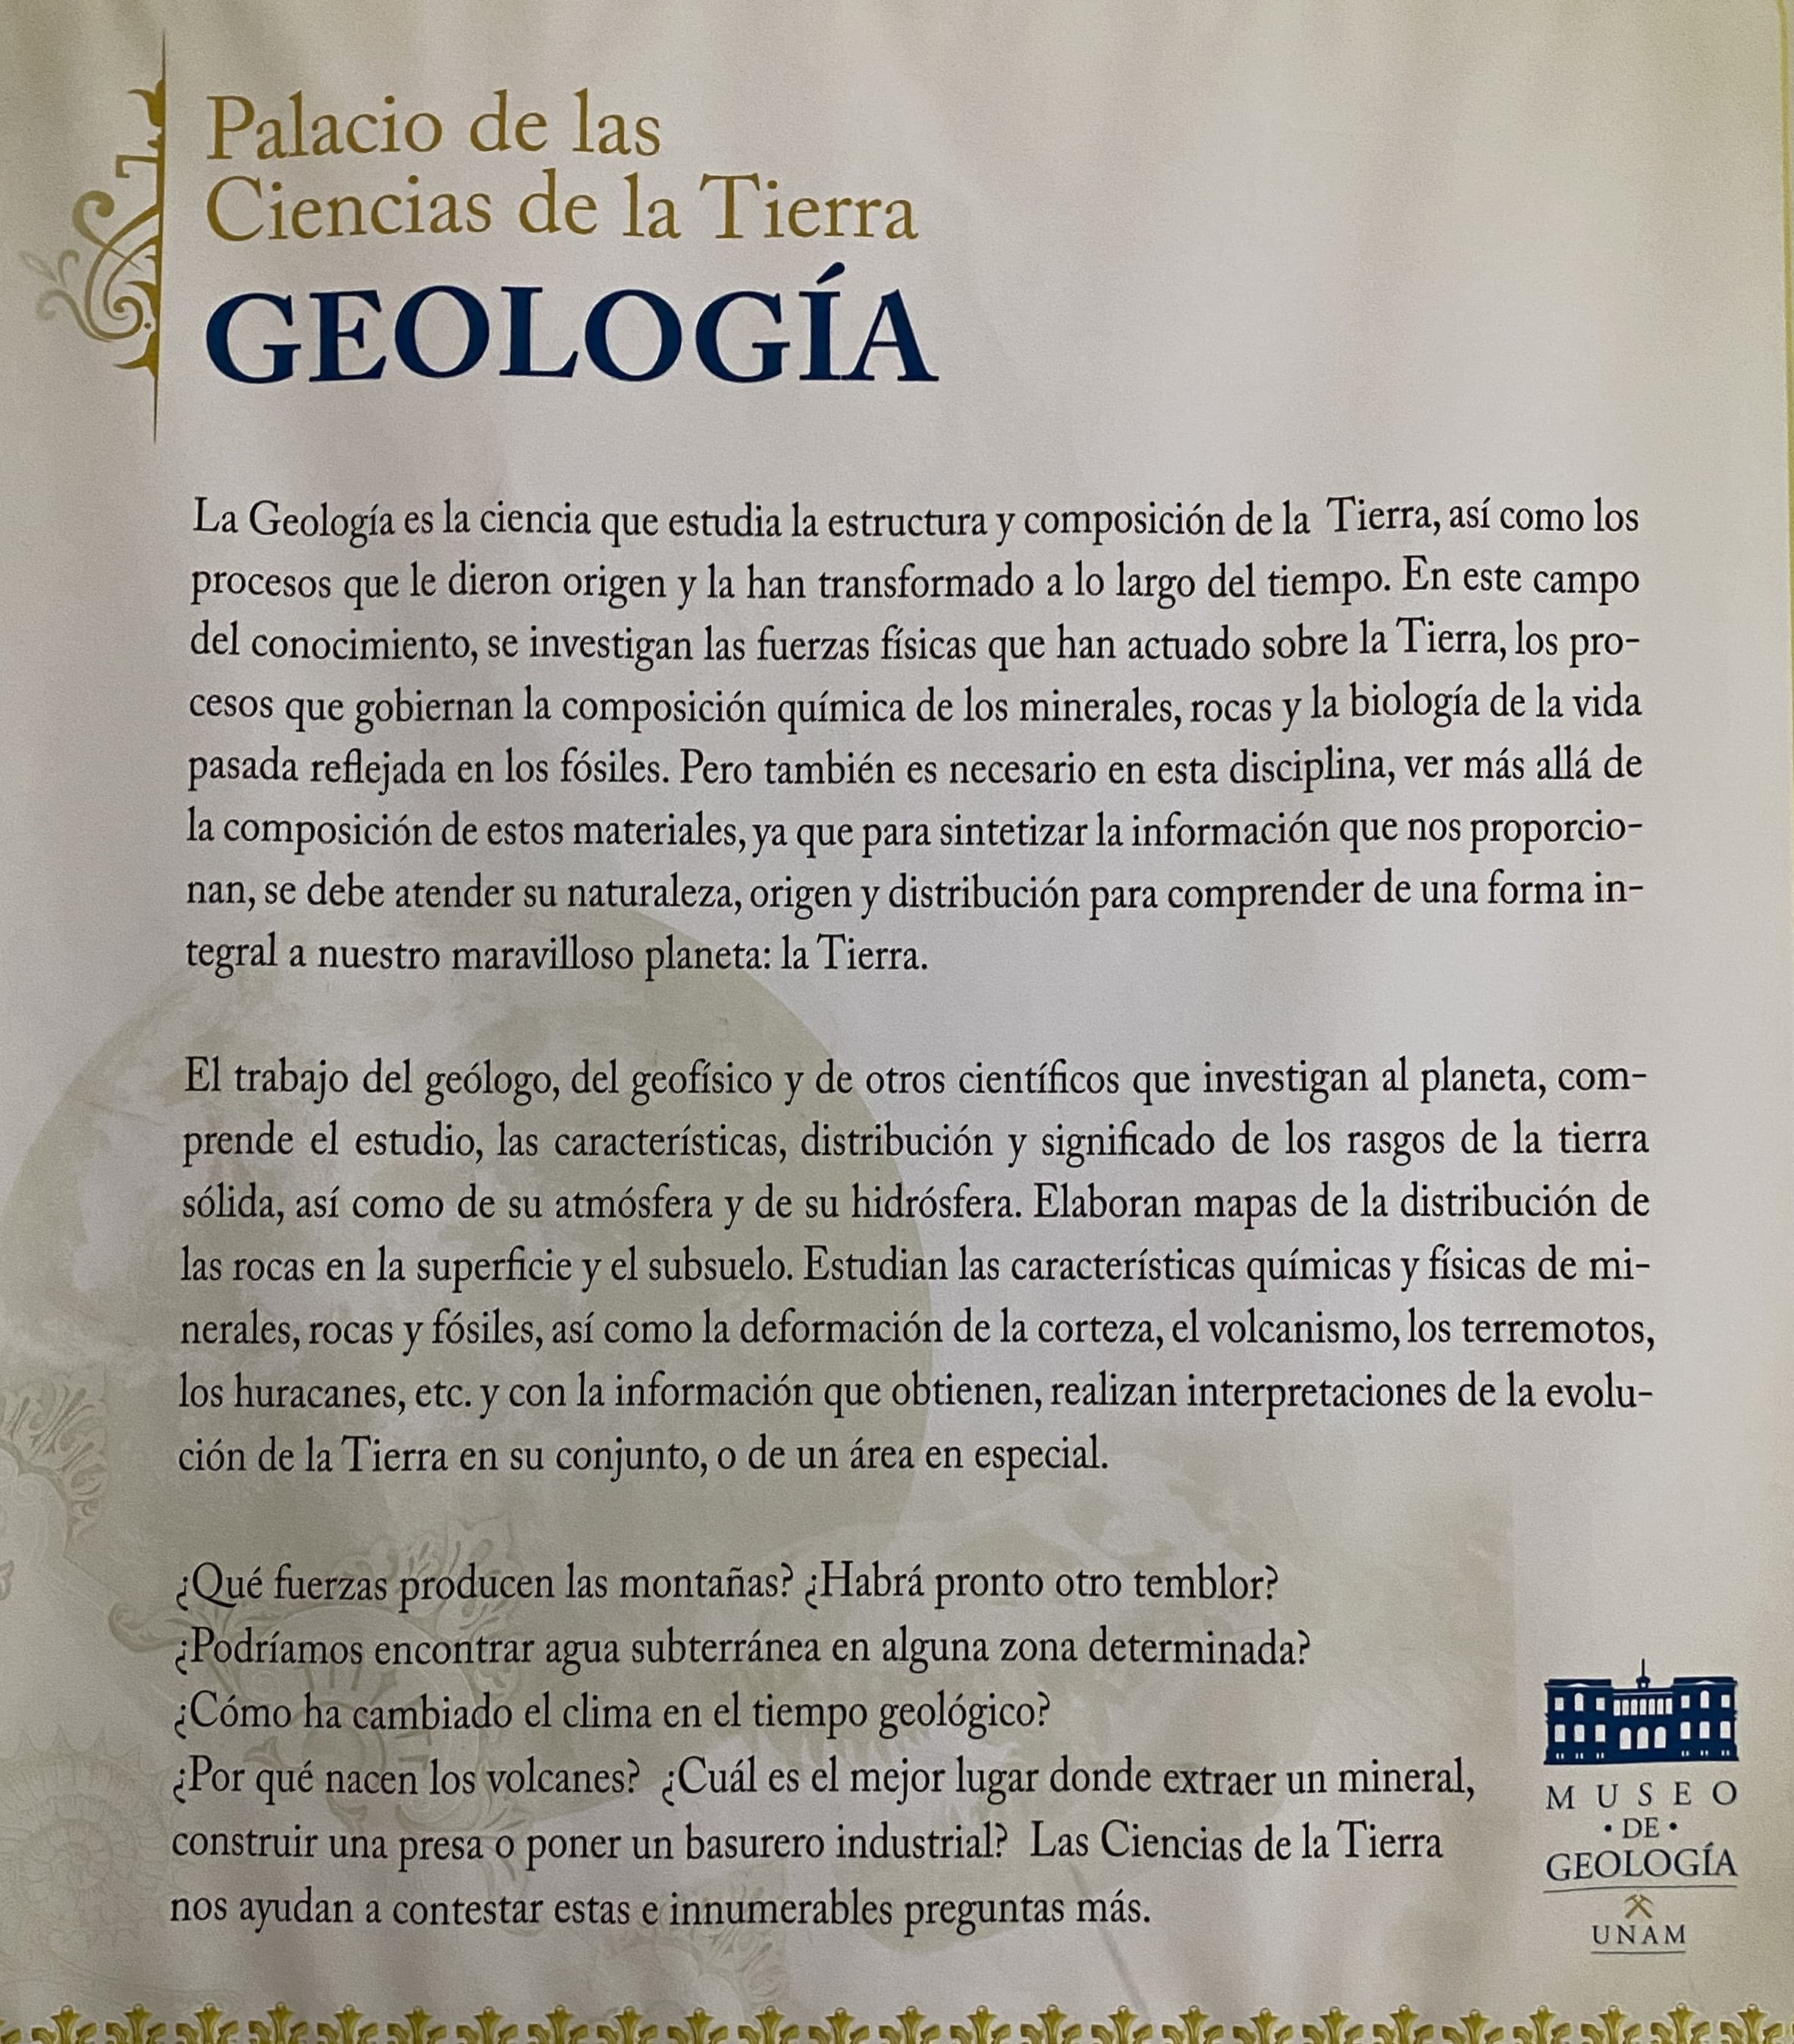 Palacio de las
Ciencias de la Tierra
GEOLOGÍA
La Geología es la ciencia que estudia la estructura y composición de la Tierra, así como los
procesos que le dieron origen y la han transformado a lo largo del tiempo. En este campo
del conocimiento, se investigan las fuerzas físicas que han actuado sobre la Tierra, los pro-
cesos que gobiernan la composición química de los minerales, rocas y la biología de la vida
pasada reflejada en los fósiles. Pero también es necesario en esta disciplina, ver más allá de
la composición de estos materiales, ya que para sintetizar la información que nos proporcio-
nan, se debe atender su naturaleza, origen y distribución para comprender de una forma in-
tegral a nuestro maravilloso planeta: la Tierra.
El trabajo del geólogo, del geofísico y de otros científicos que investigan al planeta, com-
prende el estudio, las características, distribución y significado de los rasgos de la tierra
sólida, así como de su atmósfera y de su hidrósfera. Elaboran mapas de la distribución de
las rocas en la superficie y el subsuelo. Estudian las características químicas y físicas de mi-
nerales, rocas y fósiles, así como la deformación de la corteza, el volcanismo, los terremotos,
los huracanes, etc. y con la información que obtienen, realizan interpretaciones de la evolu-
ción de la Tierra en su conjunto, o de un área en especial.
¿Qué fuerzas producen las montañas? ¿Habrá pronto otro temblor?
¿Podríamos encontrar agua subterránea en alguna zona determinada?
¿Cómo ha cambiado el clima en el tiempo geológico?
¿Por qué nacen los volcanes? ¿Cuál es el mejor lugar donde extraer un mineral,
construir una presa o poner un basurero industrial? Las Ciencias de la Tierra
nos ayudan a contestar estas e innumerables preguntas más.
MUSEO
• DE •
GEOLOGÍA
UNAM